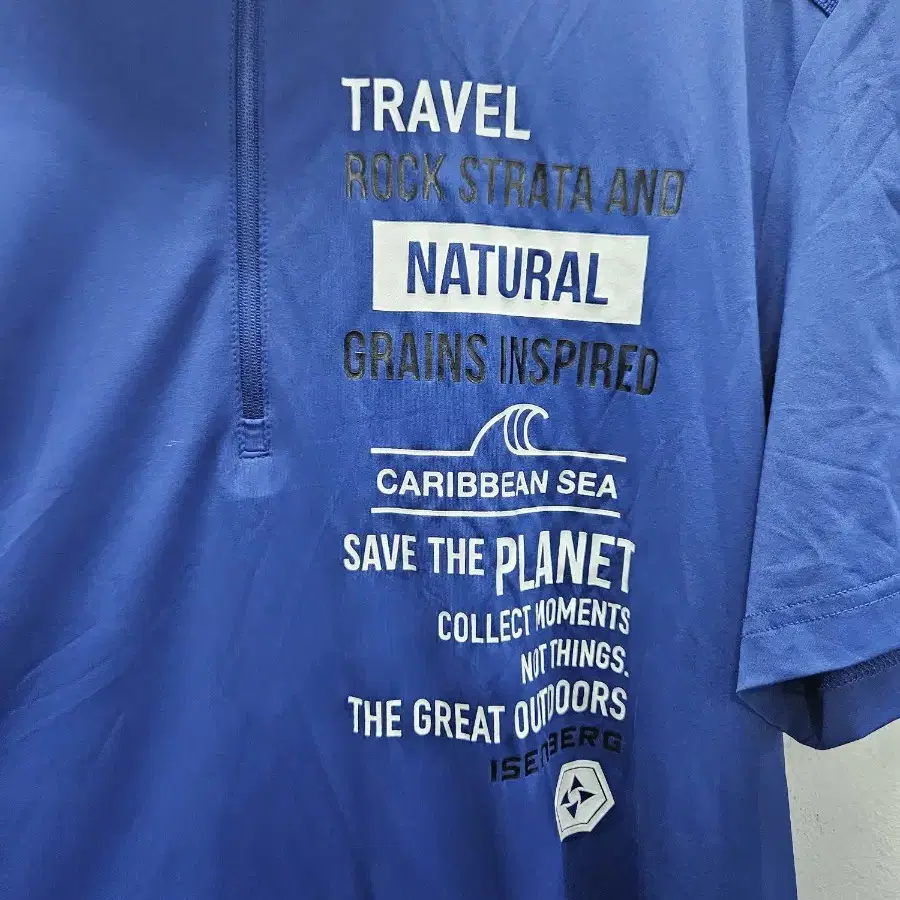 TRAVEL
ROCK STRATA AND
NATURAL
GRAINS INSPIRED
CARIBBEAN SEA
SAVE THE PLANET
COLLECT MOMENTS
NOT THINGS.
THE GREAT OUTDOORS
ISENBERG